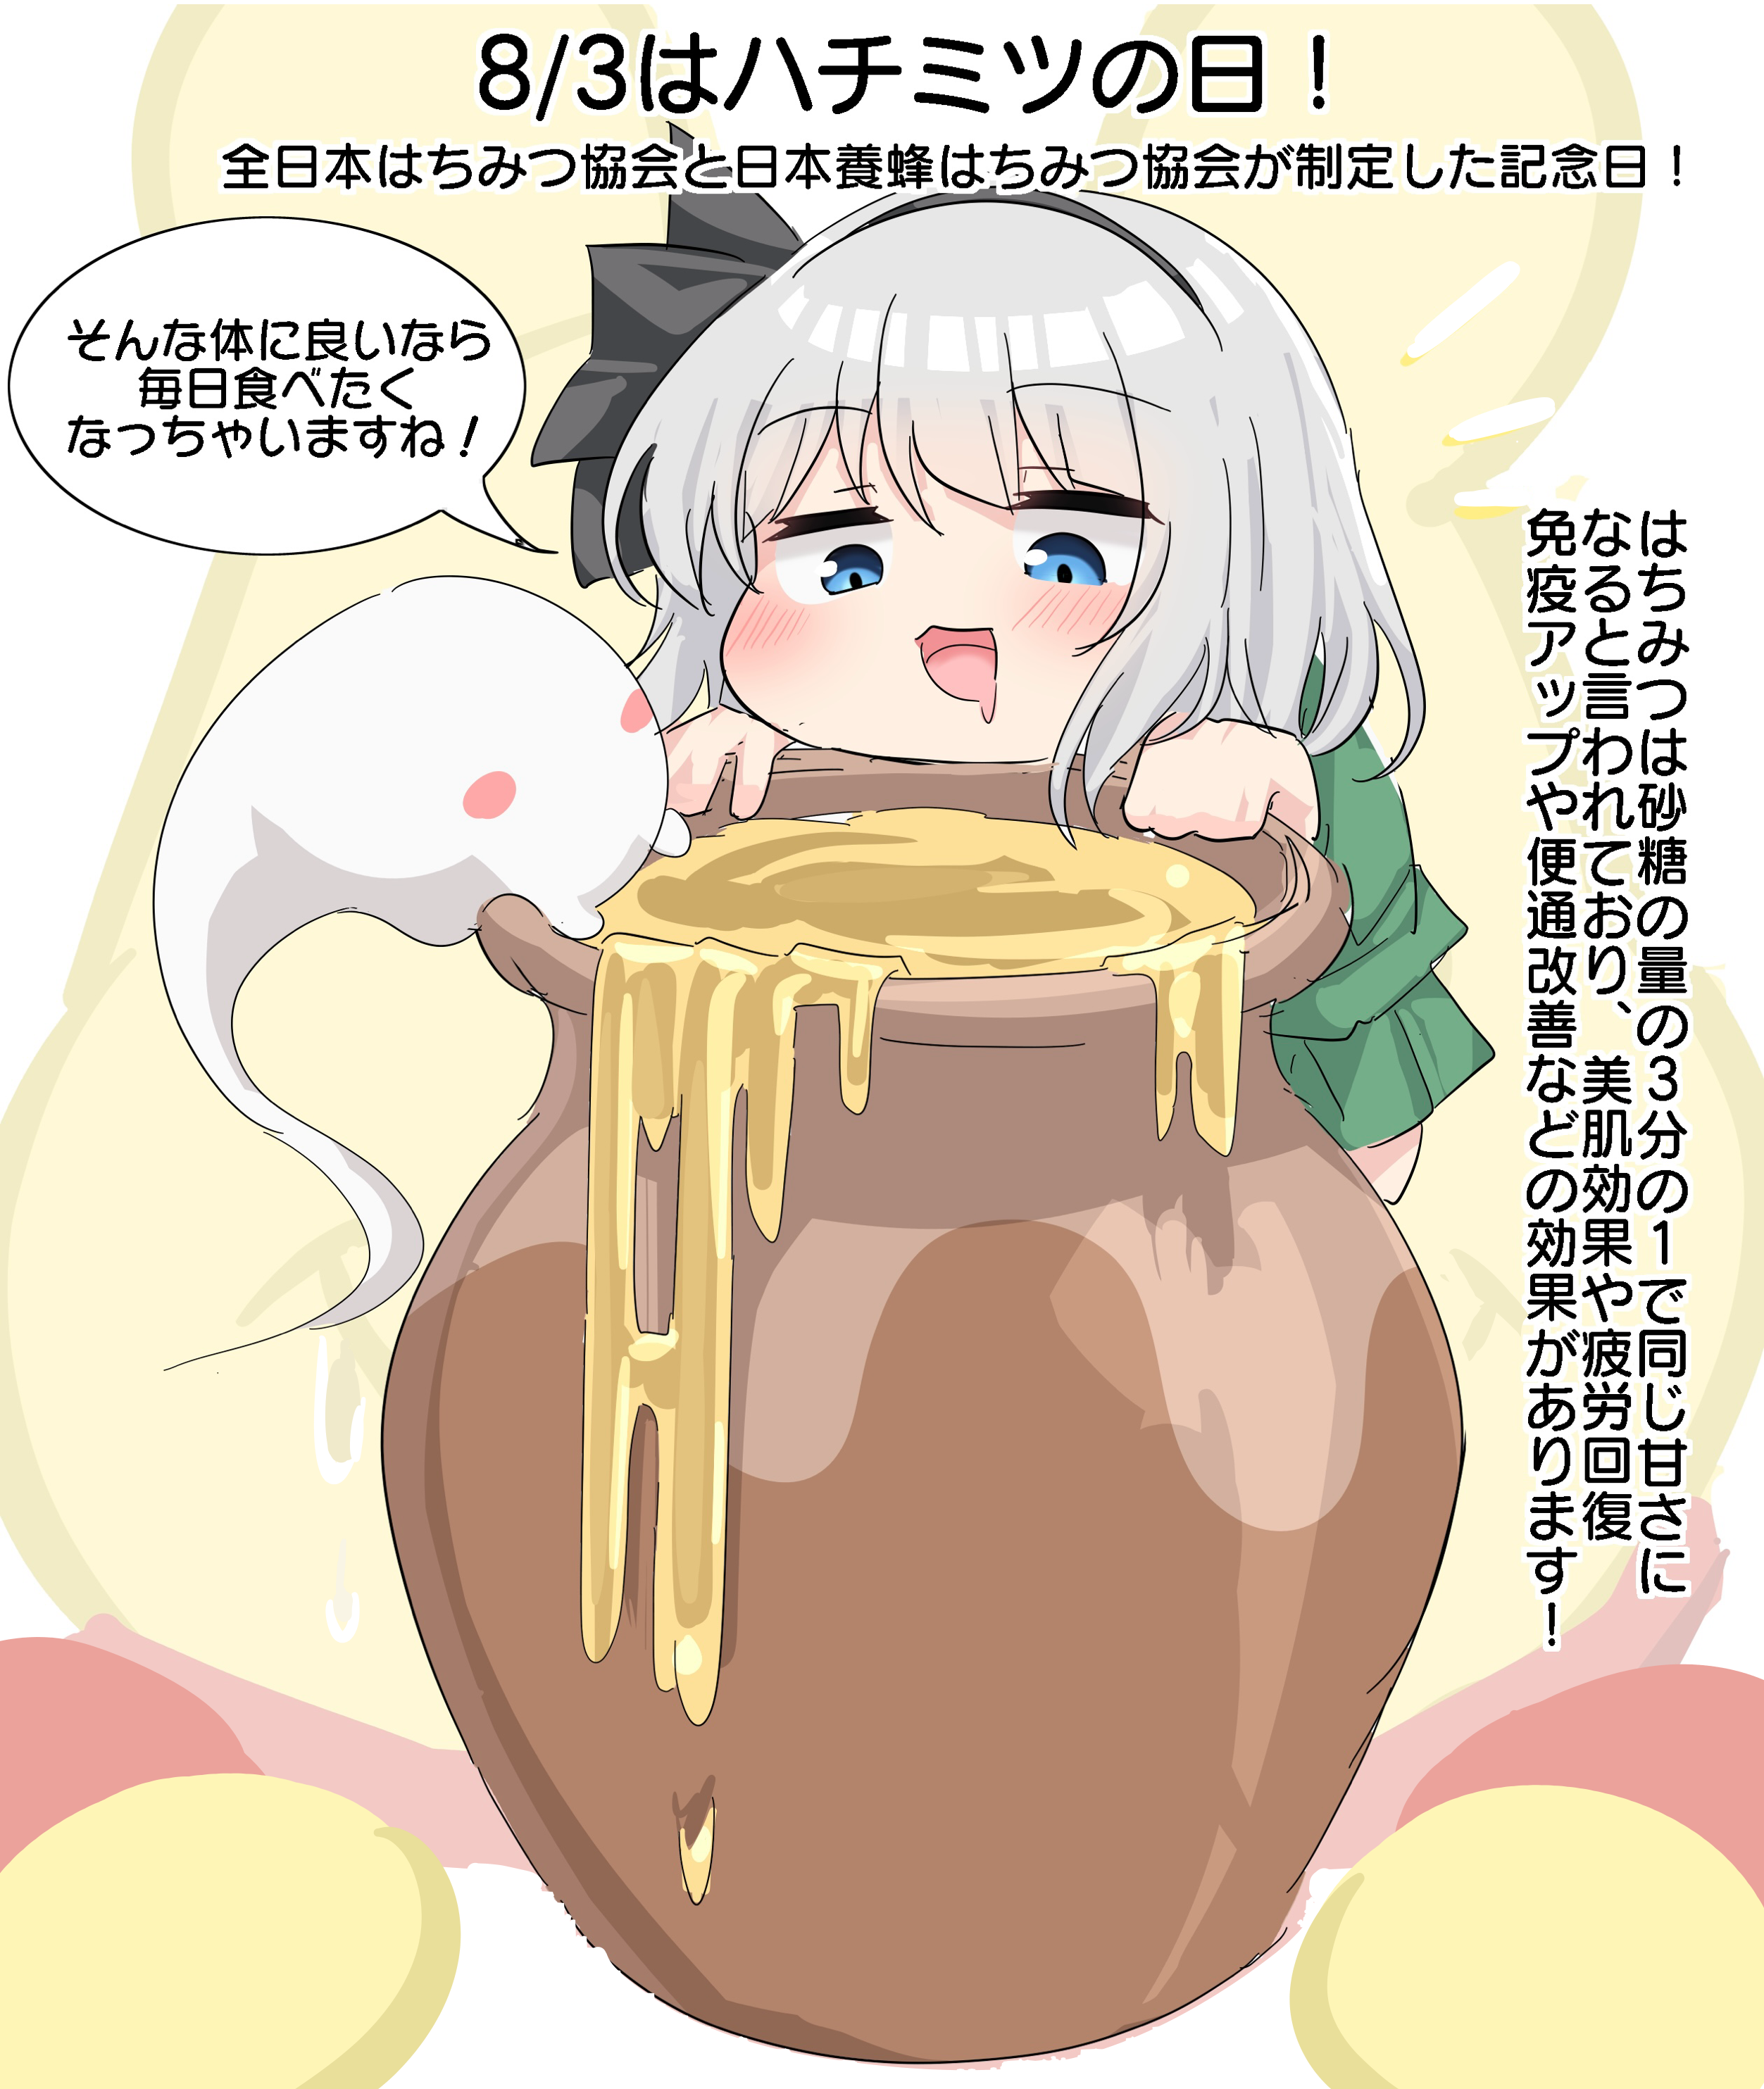 8/3はハチミツの日！
全日本はちみつ協会と日本養蜂はちみつ協会が制定した記念日！
そんな体に良いなら
毎日食べたく
なっちゃいますね！
はちみつは砂糖の量の3分の1で同じ甘さに
なると言われており、美肌効果や疲労回復
免疫アップや便通改善などの効果があります！